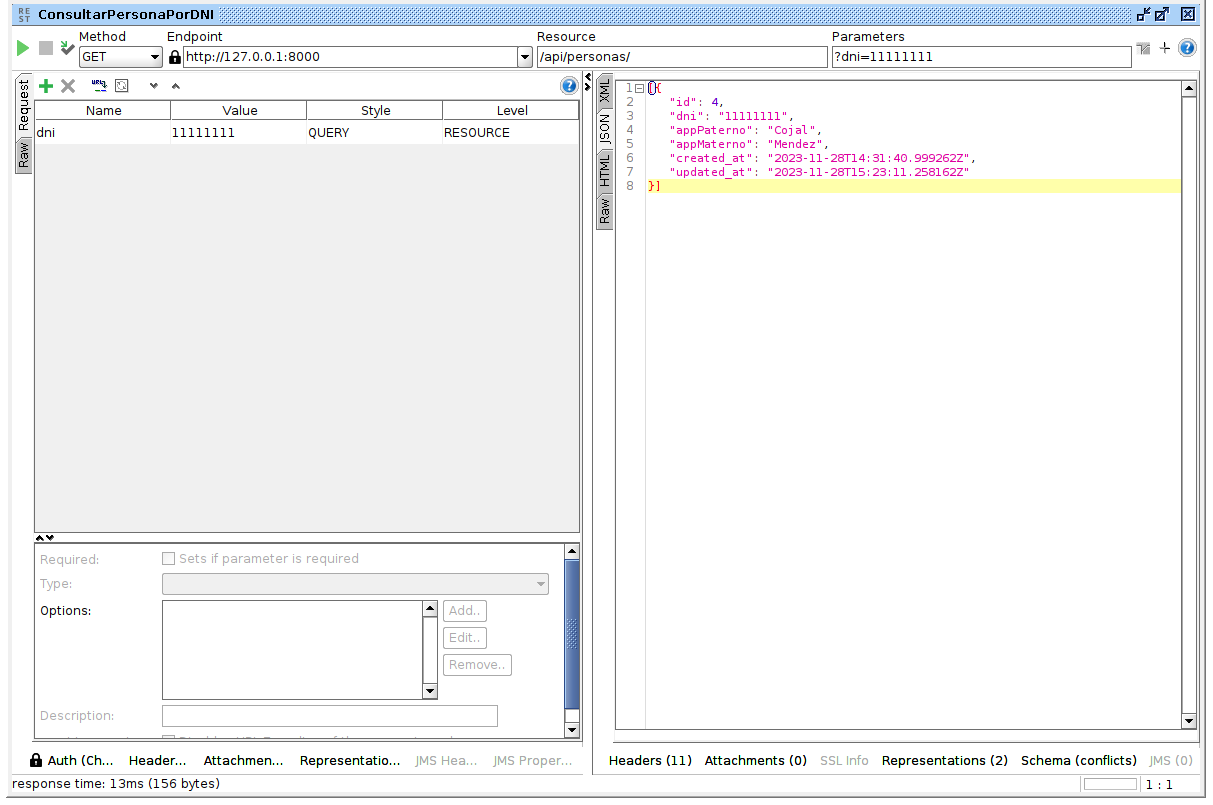 RE
ST
ConsultarPersonaPorDNI
Method
Endpoint
Resource
Parameters
GET
http://127.0.0.1:8000
/api/personas/
?dni=11111111
Request
Raw
Name Value Style Level
dni 11111111 QUERY RESOURCE
Required: Sets if parameter is required
Type:
Options:
Add..
Edit..
Remove..
Description:
Auth (Ch... Header... Attachmen... Representatio... JMS Hea... JMS Proper...
XML
JSON
HTML
Raw
1 [{
2 "id": 4,
3 "dni": "11111111",
4 "appPaterno": "Cojal",
5 "appMaterno": "Mendez",
6 "created_at": "2023-11-28T14:31:40.999262Z",
7 "updated_at": "2023-11-28T15:23:11.258162Z"
8 }]
Headers (11) Attachments (0) SSL Info Representations (2) Schema (conflicts) JMS (0)
response time: 13ms (156 bytes)
1 : 1